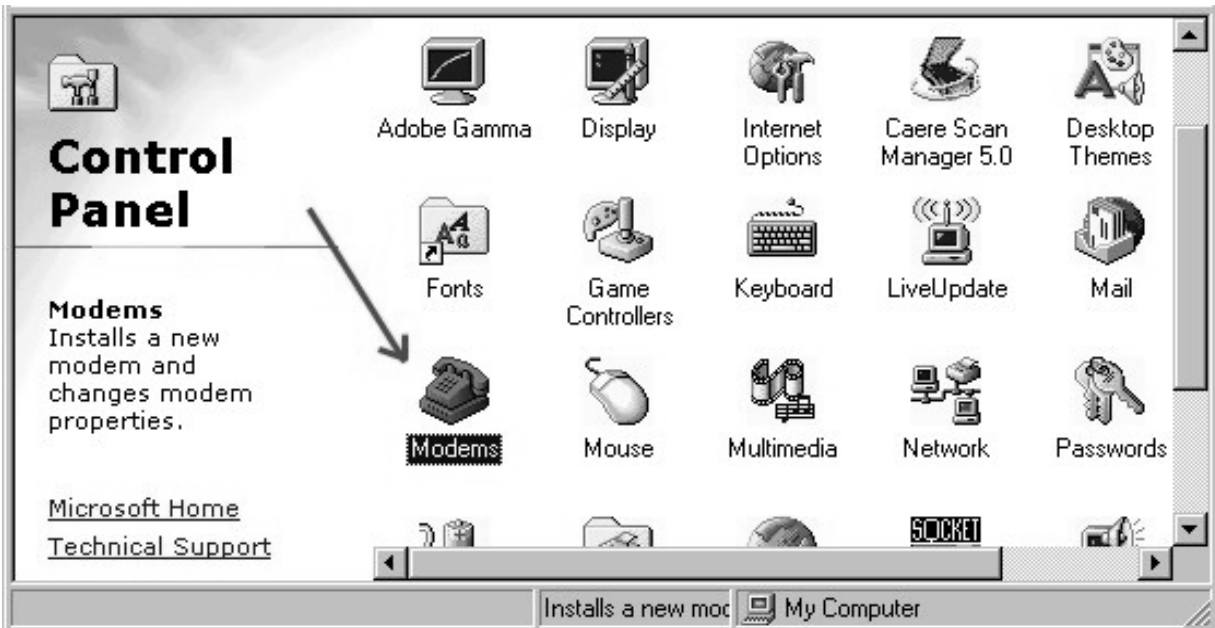 Control
Panel
Modems
Installs a new
modem and
changes modem
properties.
Microsoft Home
Technical Support
Adobe Gamma
Display
Internet
Options
Caere Scan
Manager 5.0
Desktop
Themes
Fonts
Game
Controllers
Keyboard
LiveUpdate
Mail
Modems
Mouse
Multimedia
Network
Passwords
SOCKET
Installs a new mod
My Computer